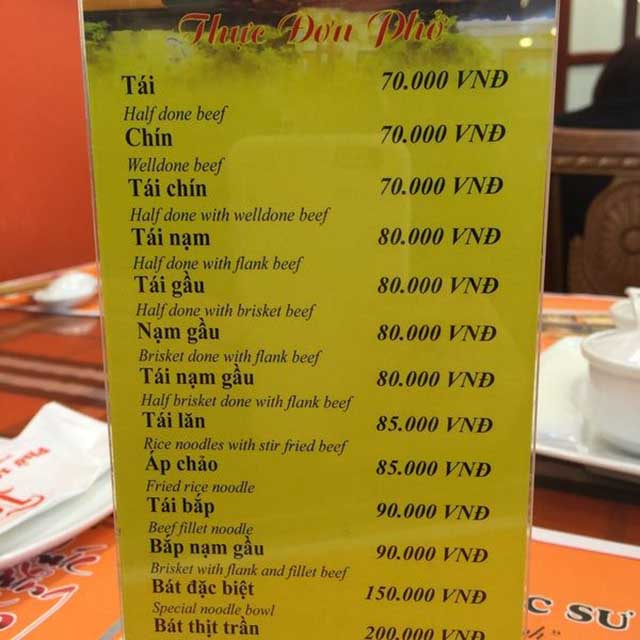 Thực Đơn Phở
Tái 70.000 VNĐ
Half done beef
Chín 70.000 VNĐ
Welldone beef
Tái chín 70.000 VNĐ
Half done with welldone beef
Tái nạm 80.000 VNĐ
Half done with flank beef
Tái gầu 80.000 VNĐ
Half done with brisket beef
Nạm gầu 80.000 VNĐ
Brisket done with flank beef
Tái nạm gầu 80.000 VNĐ
Half brisket done with flank beef
Tái lăn 85.000 VNĐ
Rice noodles with stir fried beef
Áp chảo 85.000 VNĐ
Fried rice noodle
Tái bắp 90.000 VNĐ
Beef fillet noodle
Bắp nạm gầu 90.000 VNĐ
Brisket with flank and fillet beef
Bát đặc biệt 150.000 VNĐ
Special noodle bowl
Bát thịt trần 200.000 VNĐ
C SƯ
Phở